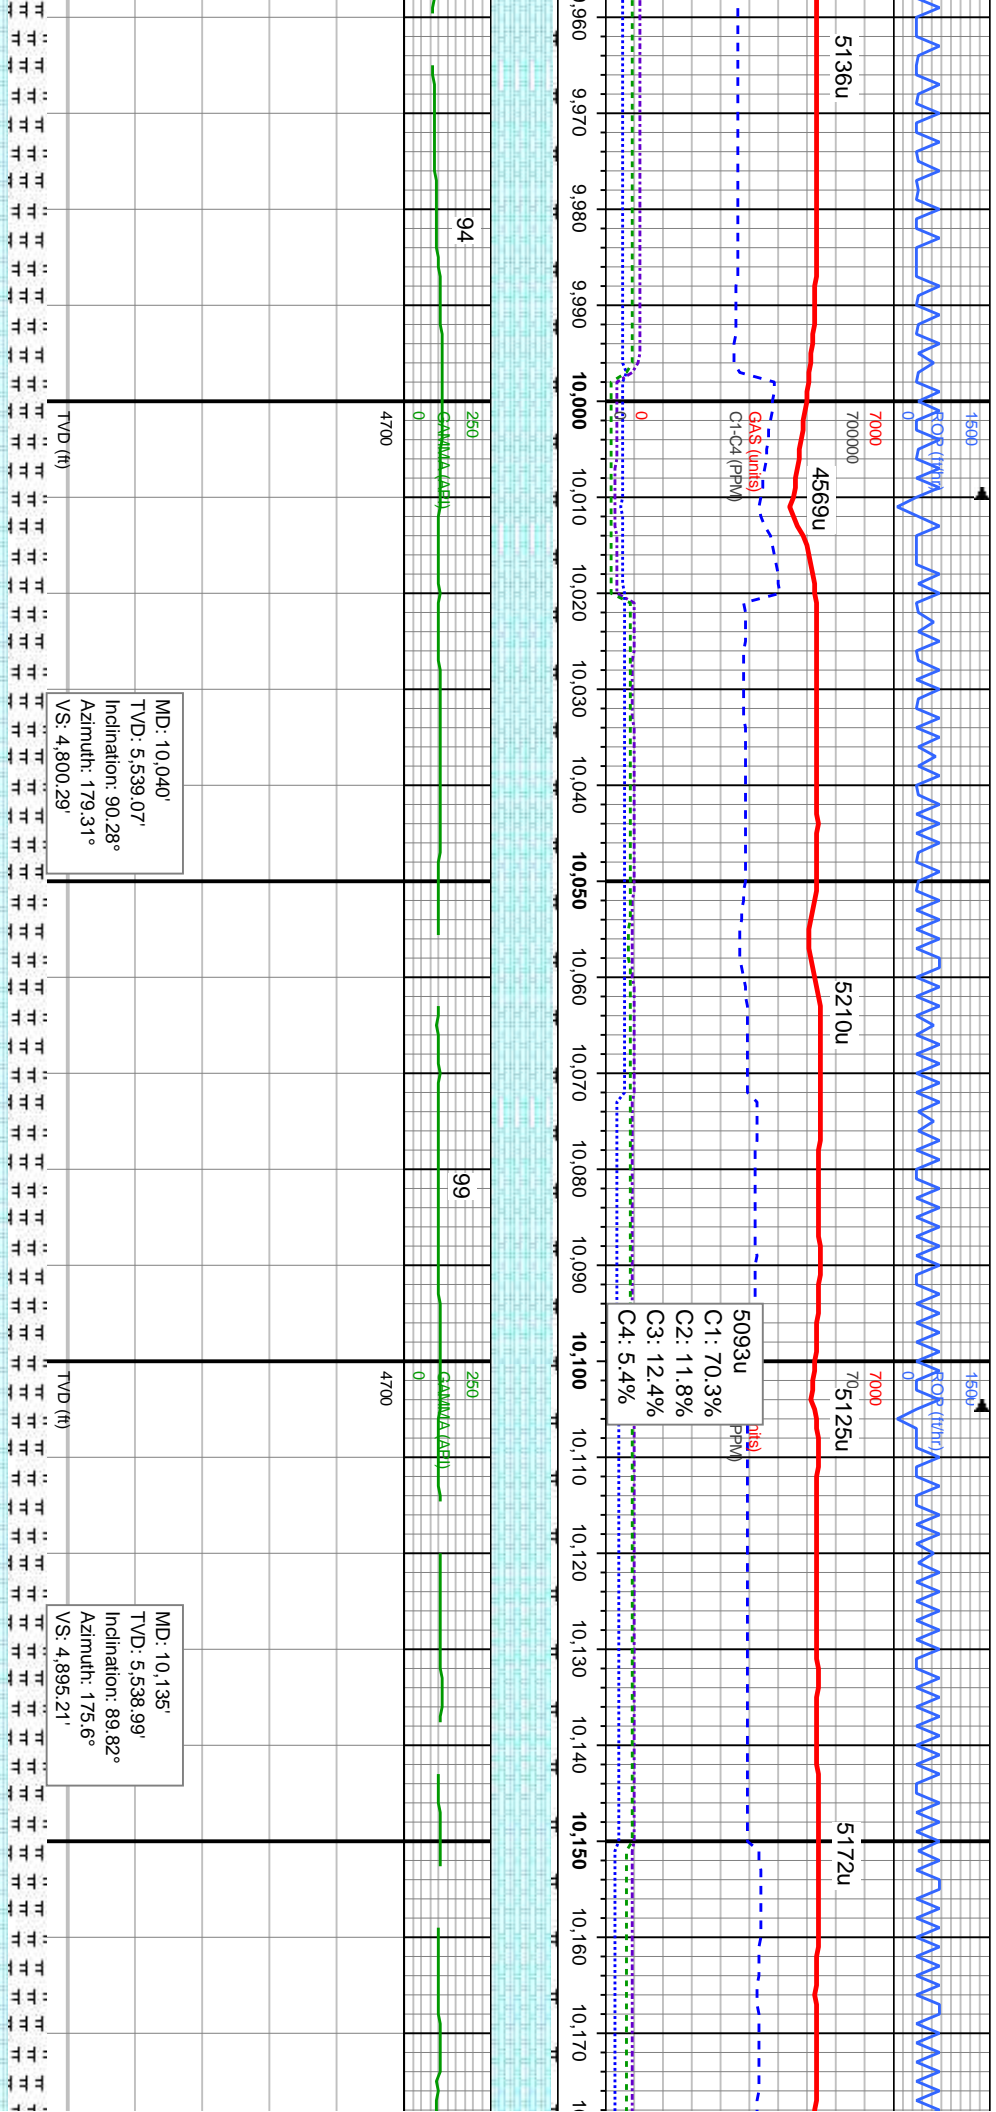 1500
ROP (ft/hr)
0
1500
ROP (ft/hr)
0
5136u
7000
700000
GAS (units)
C1-C4 (PPM)
0
4569u
5210u
7000
70
5125u
nits)
PPM)
5172u
5093u
C1: 70.3%
C2: 11.8%
C3: 12.4%
C4: 5.4%
9,960
9,970
9,980
9,990
10,000
10,010
10,020
10,030
10,040
10,050
10,060
10,070
10,080
10,090
10,100
10,110
10,120
10,130
10,140
10,150
10,160
10,170
94
250
GAMMA (API)
0
99
250
GAMMA (API)
0
4700
TVD (ft)
4700
TVD (ft)
MD: 10,040'
TVD: 5,539.07'
Inclination: 90.28°
Azimuth: 179.31°
VS: 4,800.29'
MD: 10,135'
TVD: 5,538.99'
Inclination: 89.82°
Azimuth: 175.6°
VS: 4,895.21'